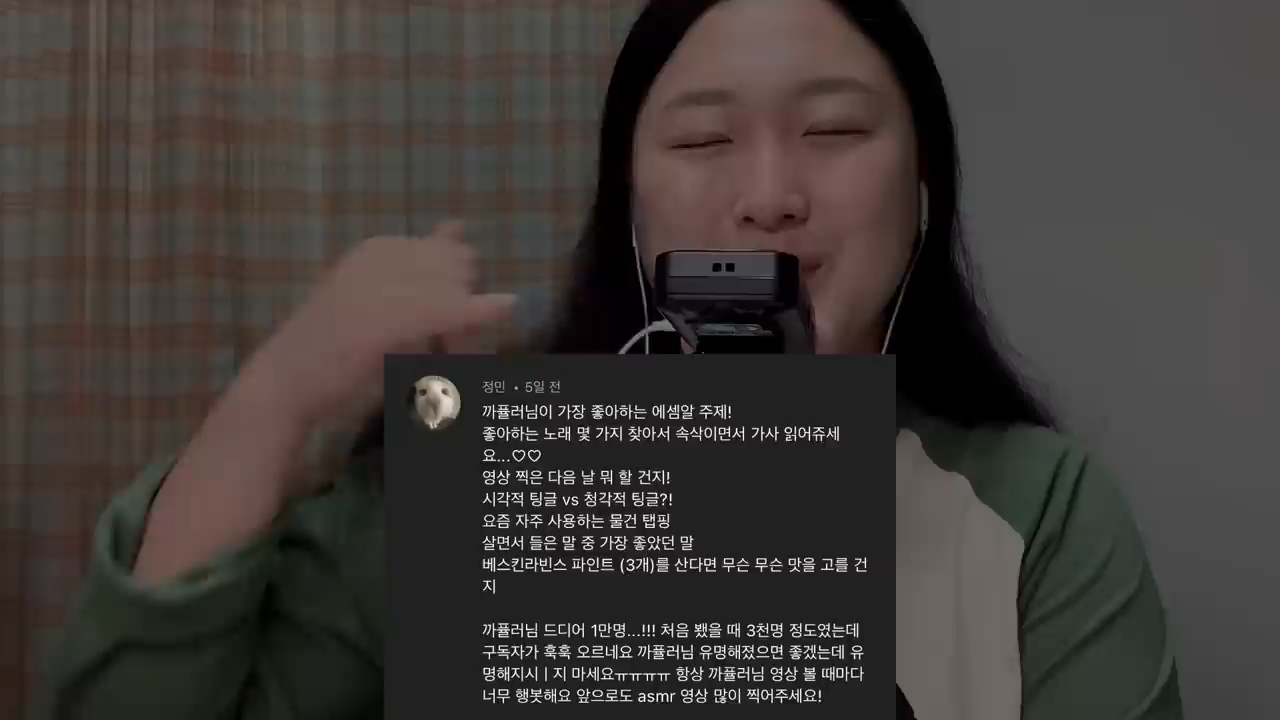 정민 • 5일 전
까퓰러님이 가장 좋아하는 에셈알 주제!
좋아하는 노래 몇 가지 찾아서 속삭이면서 가사 읽어쥬세
요...♡♡
영상 찍은 다음 날 뭐 할 건지!
시각적 팅글 vs 청각적 팅글?!
요즘 자주 사용하는 물건 탭핑
살면서 들은 말 중 가장 좋았던 말
베스킨라빈스 파인트 (3개)를 산다면 무슨 무슨 맛을 고를 건
지
까퓰러님 드디어 1만명...!!! 처음 뵀을 때 3천명 정도였는데
구독자가 훅훅 오르네요 까퓰러님 유명해졌으면 좋겠는데 유
명해지시ㅣ지 마세요ㅠㅠㅠㅠ 항상 까퓰러님 영상 볼 때마다
너무 행봇해요 앞으로도 asmr 영상 많이 찍어주세요!